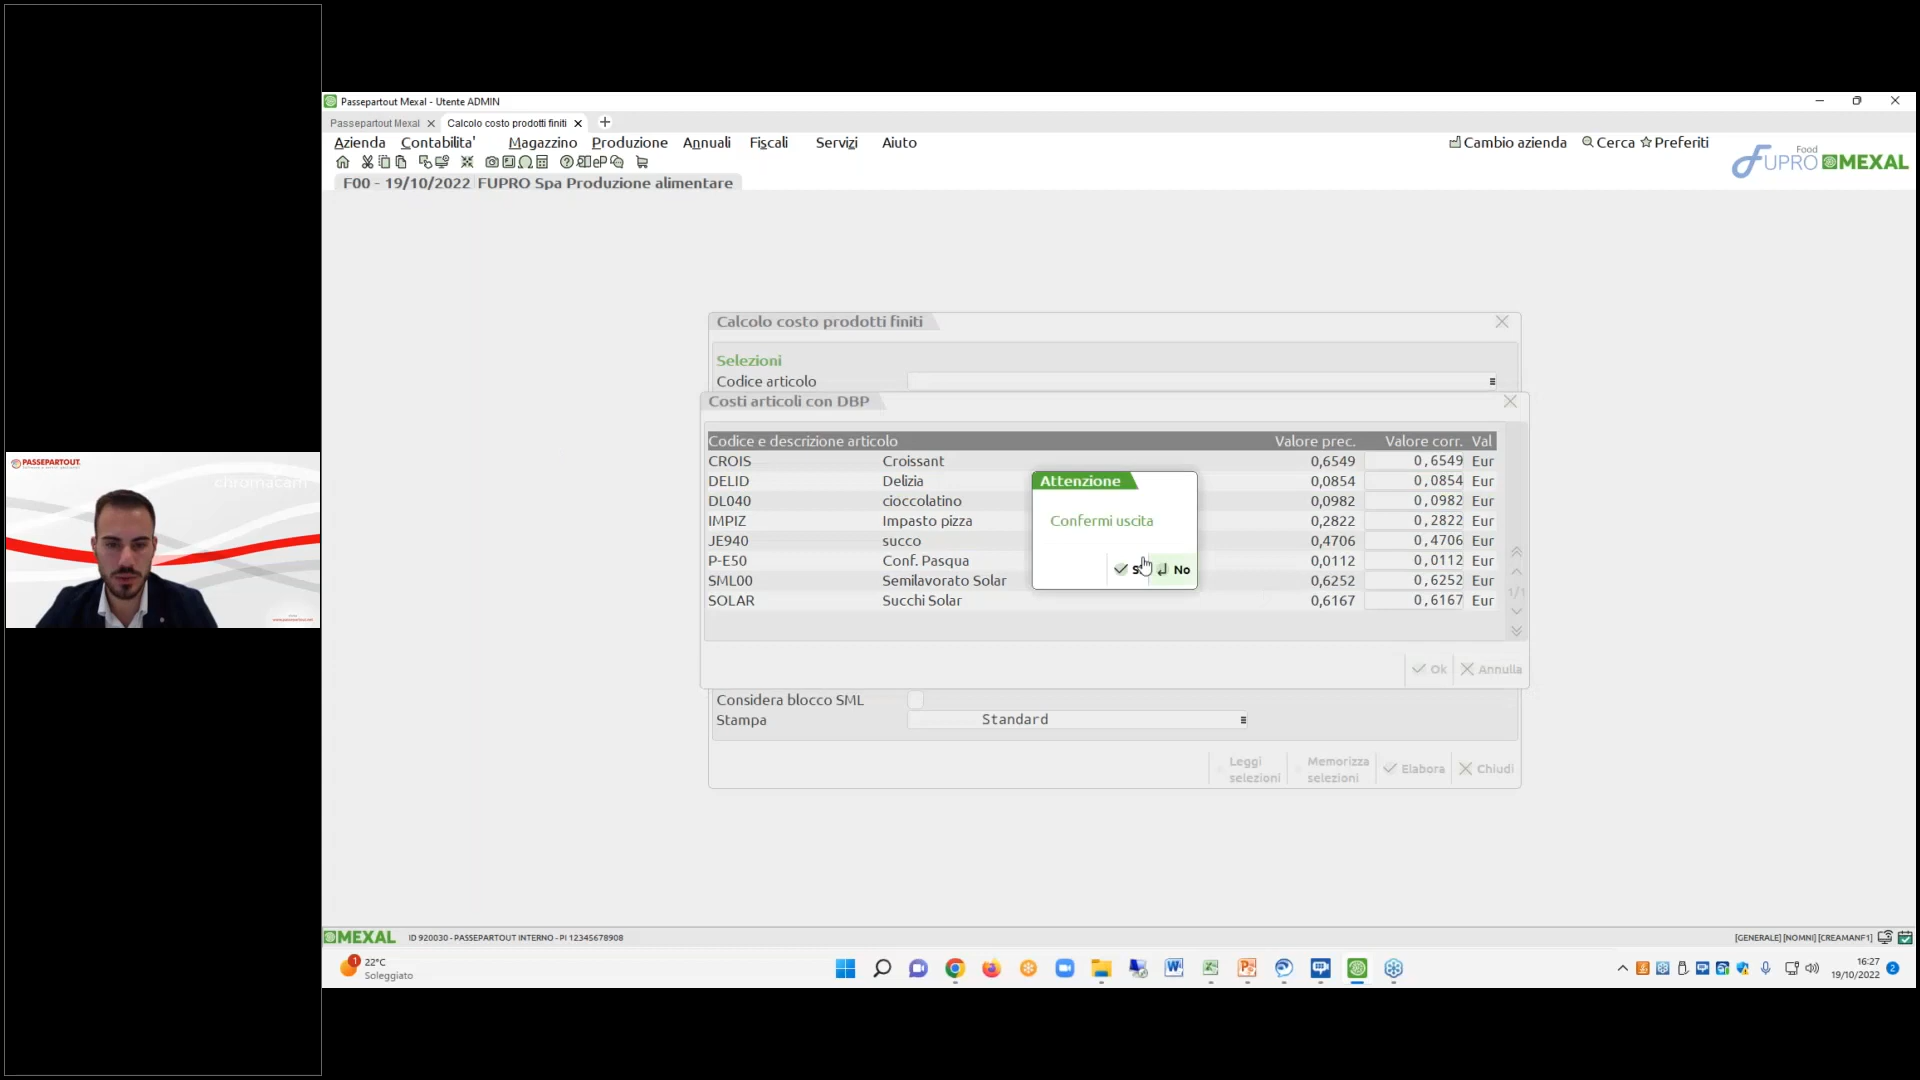 Passepartout Mexal - Utente ADMIN
Passepartout Mexal
Calcolo costo prodotti finiti
Azienda Contabilita' Magazzino Produzione Annuali Fiscali Servizi Aiuto
Cambio azienda Cerca Preferiti
Food
FUPRO MEXAL
F00 - 19/10/2022 FUPRO Spa Produzione alimentare
Calcolo costo prodotti finiti
Selezioni
Codice articolo
Costi articoli con DBP
Codice e descrizione articolo Valore prec. Valore corr. Val
CROIS Croissant 0,6549 0,6549 Eur
DELID Delizia 0,0854 0,0854 Eur
DL040 cioccolatino 0,0982 0,0982 Eur
IMPIZ Impasto pizza 0,2822 0,2822 Eur
JE940 succo 0,4706 0,4706 Eur
P-E50 Conf. Pasqua 0,0112 0,0112 Eur
SML00 Semilavorato Solar 0,6252 0,6252 Eur
SOLAR Succhi Solar 0,6167 0,6167 Eur
1/1
Attenzione
Confermi uscita
No
Ok Annulla
Considera blocco SML
Stampa Standard
Leggi selezioni
Memorizza selezioni
Elabora
Chiudi
PASSEPARTOUT
chromacam
MEXAL ID 920030 - PASSEPARTOUT INTERNO - PI 12345678908
[GENERALE] [NOMNI] [CREAMANF1]
1
22°C
Soleggiato
16:27
19/10/2022
2